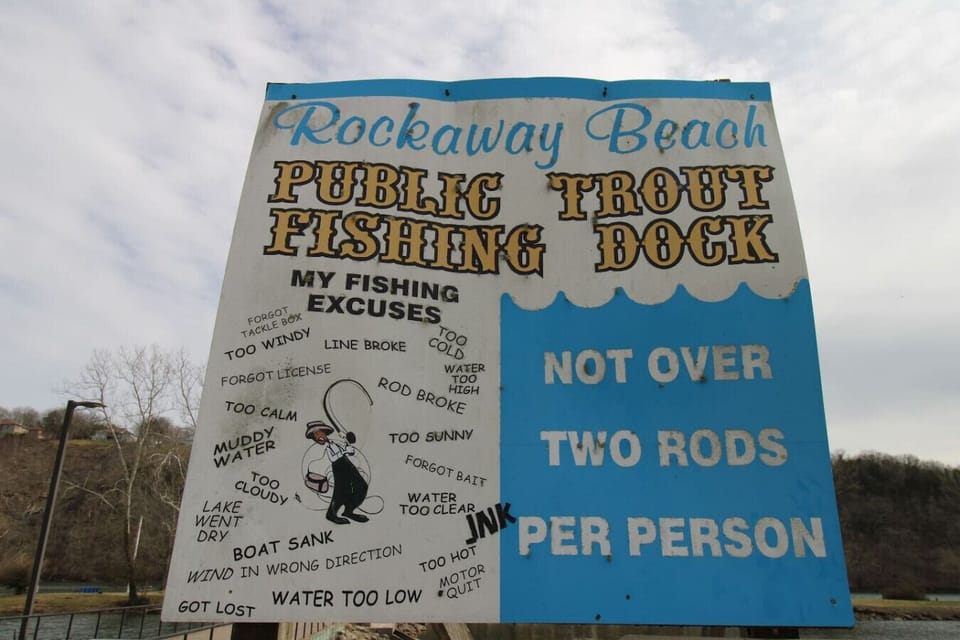 Rockaway Beach
PUBLIC TROUT
FISHING DOCK
MY FISHING
EXCUSES
FORGOT
TACKLE BOX
TOO WINDY
LINE BROKE
TOO
COLD
FORGOT LICENSE
WATER
TOO
HIGH
ROD BROKE
TOO CALM
MUDDY
WATER
TOO SUNNY
TOO
CLOUDY
FORGOT BAIT
LAKE
WENT
DRY
WATER
TOO CLEAR
JNK
BOAT SANK
WIND IN WRONG DIRECTION
TOO HOT
MOTOR
QUIT
GOT LOST
WATER TOO LOW
NOT OVER
TWO RODS
PER PERSON